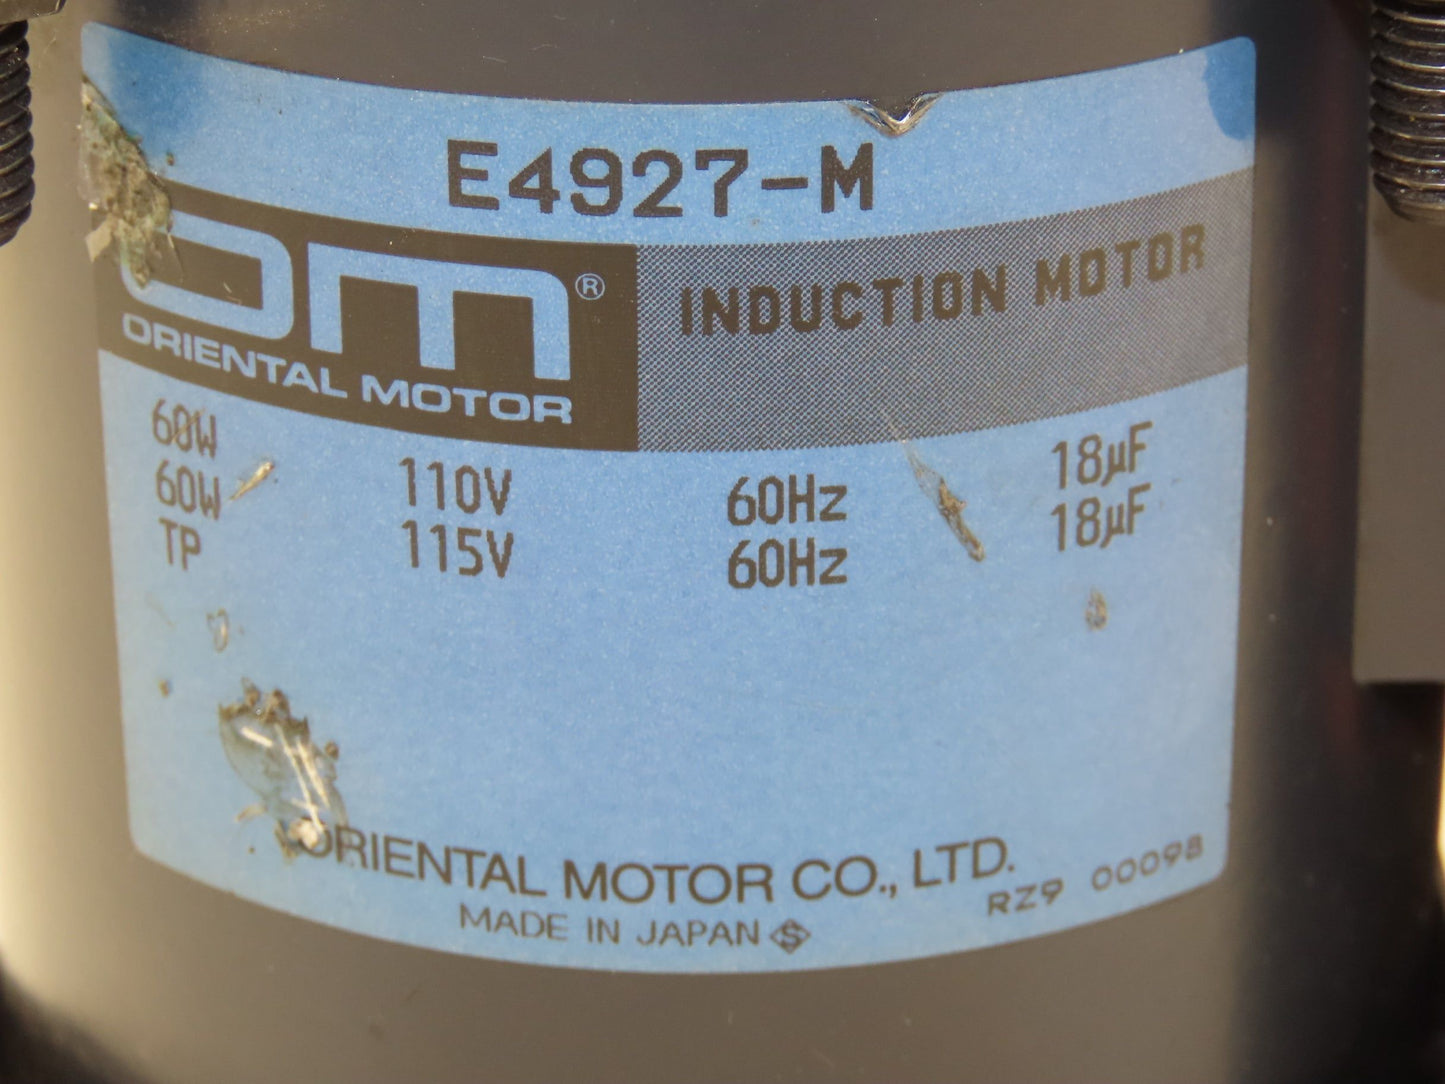 E4927-M
OM®
ORIENTAL MOTOR
INDUCTION MOTOR
60W 110V 60Hz 18µF
60W 115V 60Hz 18µF
TP
ORIENTAL MOTOR CO., LTD.
MADE IN JAPAN S
RZ9 00098